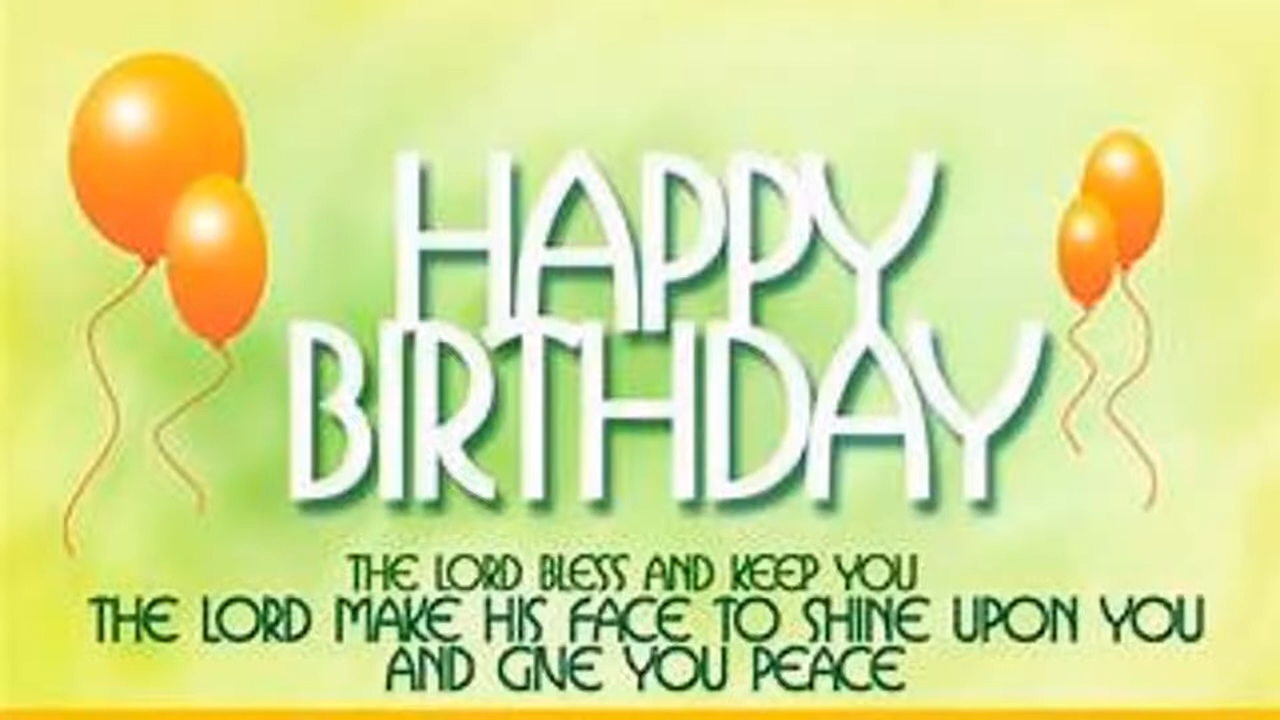 HAPPY
BIRTHDAY
THE LORD BLESS AND KEEP YOU
THE LORD MAKE HIS FACE TO SHINE UPON YOU
AND GIVE YOU PEACE